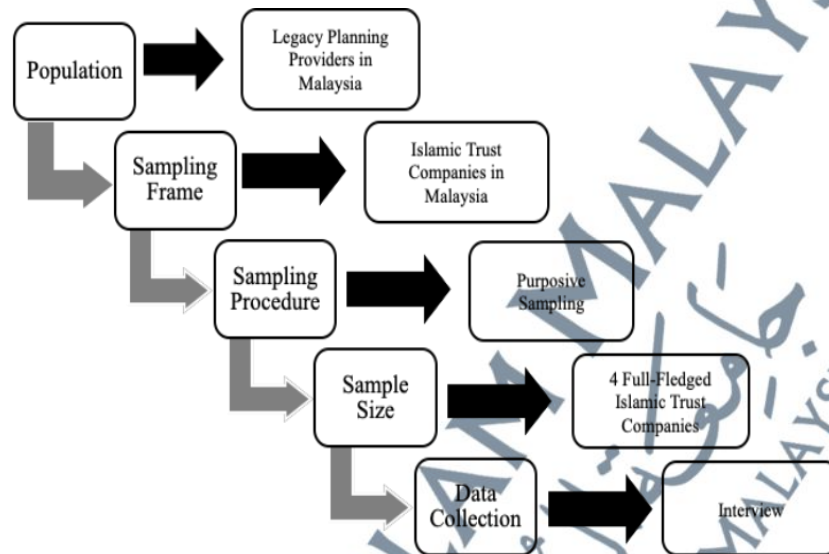 Population
Legacy Planning
Providers in
Malaysia
Sampling
Frame
Islamic Trust
Companies in
Malaysia
Sampling
Procedure
Purposive
Sampling
Sample
Size
4 Full-Fledged
Islamic Trust
Companies
Data
Collection
Interview